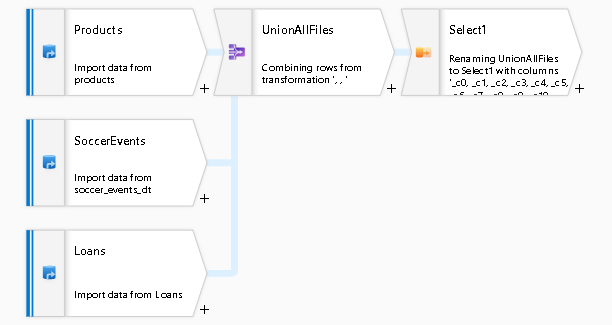 Products
Import data from
products
+
UnionAllFiles
Combining rows from
transformation ', , '
+
Select1
Renaming UnionAllFiles
to Select1 with columns
'_c0, _c1, _c2, _c3, _c4, _c5,
+
SoccerEvents
Import data from
soccer_events_dt
+
Loans
Import data from Loans
+